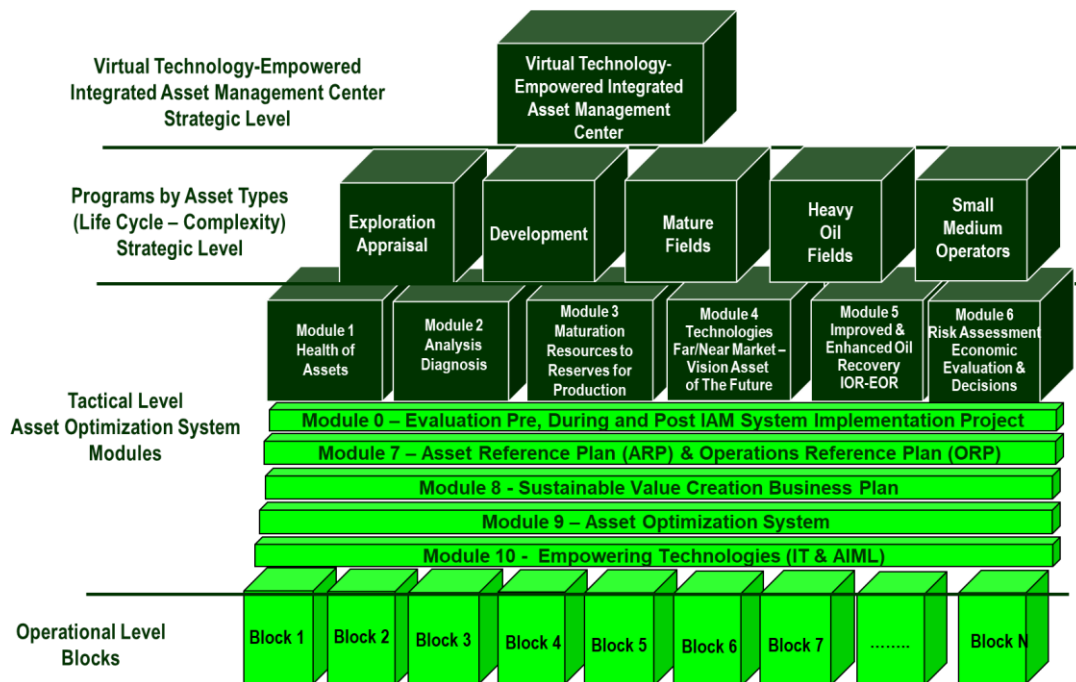 Virtual Technology-Empowered
Integrated Asset Management Center
Strategic Level
Virtual Technology-
Empowered Integrated
Asset Management
Center
Programs by Asset Types
(Life Cycle – Complexity)
Strategic Level
Exploration
Appraisal
Development
Mature
Fields
Heavy
Oil
Fields
Small
Medium
Operators
Tactical Level
Asset Optimization System
Modules
Module 1
Health of
Assets
Module 2
Analysis
Diagnosis
Module 3
Maturation
Resources to
Reserves for
Production
Module 4
Technologies
Far/Near Market –
Vision Asset
of The Future
Module 5
Improved &
Enhanced Oil
Recovery
IOR-EOR
Module 6
Risk Assessment
Economic
Evaluation &
Decisions
Module 0 – Evaluation Pre, During and Post IAM System Implementation Project
Module 7 – Asset Reference Plan (ARP) & Operations Reference Plan (ORP)
Module 8 - Sustainable Value Creation Business Plan
Module 9 – Asset Optimization System
Module 10 - Empowering Technologies (IT & AIML)
Operational Level
Blocks
Block 1
Block 2
Block 3
Block 4
Block 5
Block 6
Block 7
........
Block N